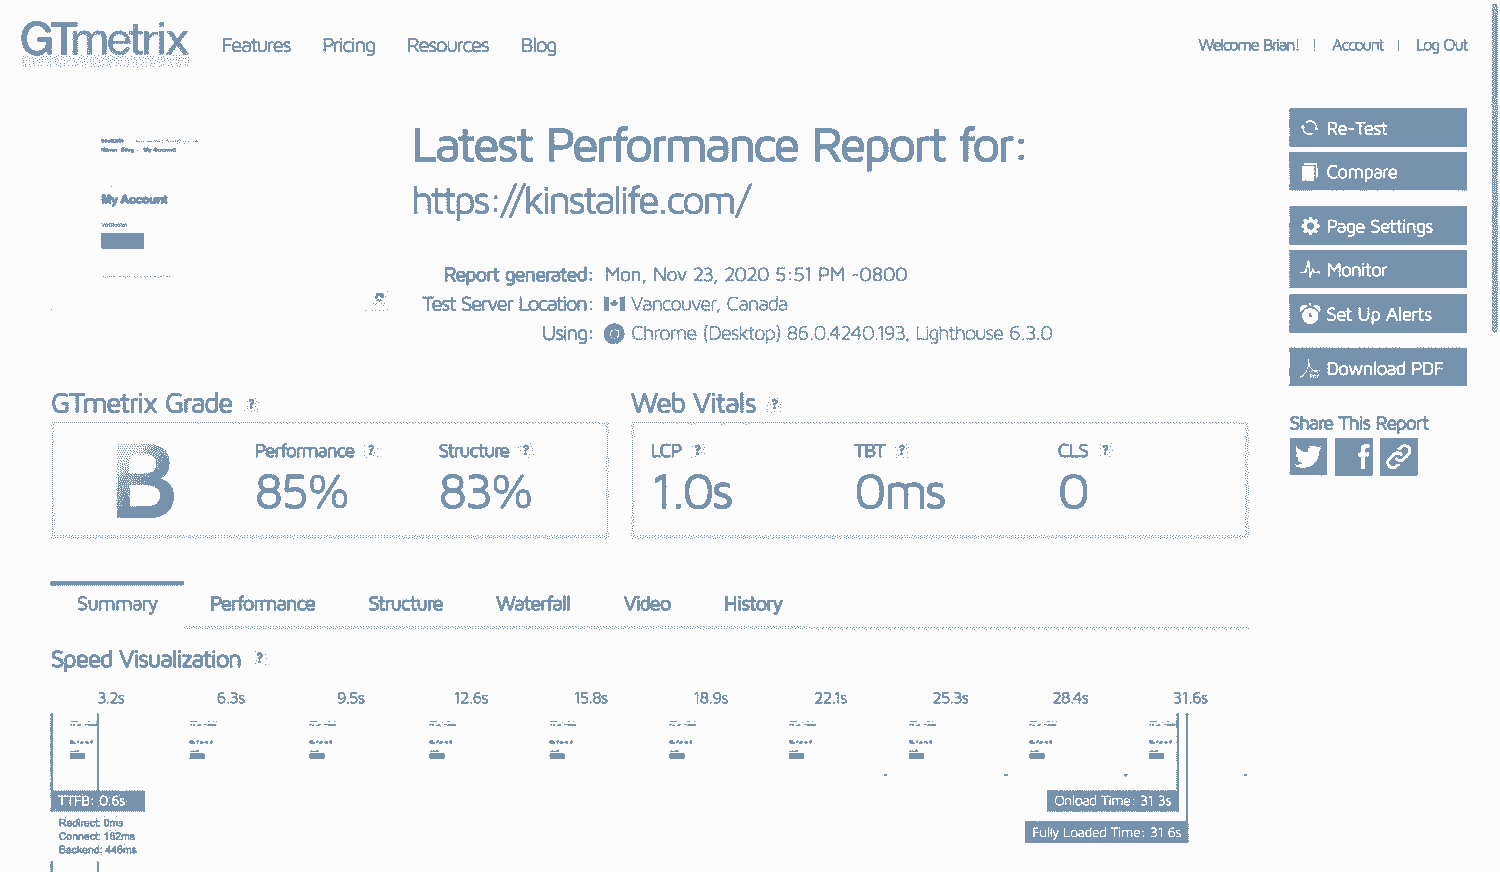 GTmetrix Features Pricing Resources Blog Welcome Brian! | Account | Log Out
My Account
Latest Performance Report for:
https://kinstalife.com/
Report generated: Mon, Nov 23, 2020 5:51 PM -0800
Test Server Location: Vancouver, Canada
Using: Chrome (Desktop) 86.0.4240.193, Lighthouse 6.3.0
Re-Test
Compare
Page Settings
Monitor
Set Up Alerts
Download PDF
Share This Report
GTmetrix Grade ?
B
Performance ?
85%
Structure ?
83%
Web Vitals ?
LCP ?
1.0s
TBT ?
0ms
CLS ?
0
Summary Performance Structure Waterfall Video History
Speed Visualization ?
3.2s 6.3s 9.5s 12.6s 15.8s 18.9s 22.1s 25.3s 28.4s 31.6s
TTFB: 0.6s
Redirect: 0ms
Connect: 162ms
Backend: 446ms
Onload Time: 31.3s
Fully Loaded Time: 31.6s